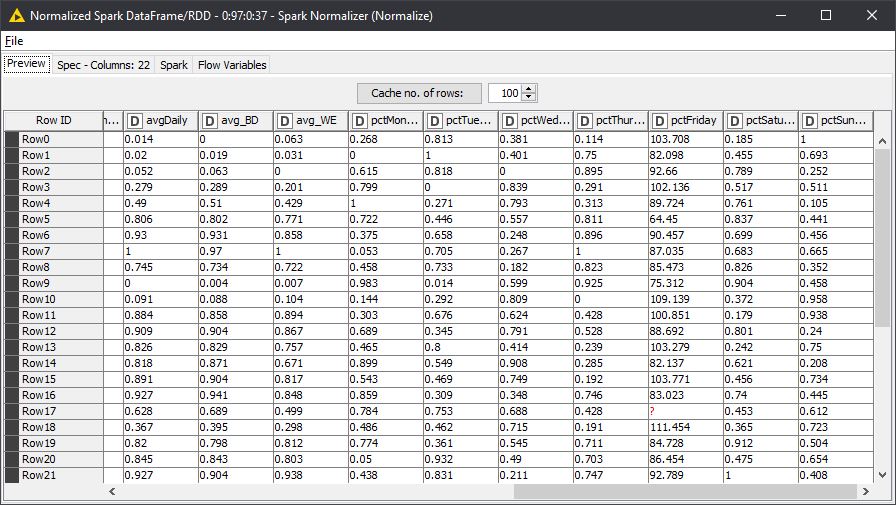 Normalized Spark DataFrame/RDD - 0:97:0:37 - Spark Normalizer (Normalize)
File
Preview Spec - Columns: 22 Spark Flow Variables
Cache no. of rows: 100
Row ID D avgDaily D avg_BD D avg_WE D pctMon... D pctTue... D pctWed... D pctThur... D pctFriday D pctSatu... D pctSun...
Row0 0.014 0 0.063 0.268 0.813 0.381 0.114 103.708 0.185 1
Row1 0.02 0.019 0.031 0 1 0.401 0.75 82.098 0.455 0.693
Row2 0.052 0.063 0 0.615 0.818 0 0.895 92.66 0.789 0.252
Row3 0.279 0.289 0.201 0.799 0 0.839 0.291 102.136 0.517 0.511
Row4 0.49 0.51 0.429 1 0.271 0.793 0.313 89.724 0.761 0.105
Row5 0.806 0.802 0.771 0.722 0.446 0.557 0.811 64.45 0.837 0.441
Row6 0.93 0.931 0.858 0.375 0.658 0.248 0.896 90.457 0.699 0.456
Row7 1 0.97 1 0.053 0.705 0.267 1 87.035 0.683 0.665
Row8 0.745 0.734 0.722 0.458 0.733 0.182 0.823 85.473 0.826 0.352
Row9 0 0.004 0.007 0.983 0.014 0.599 0.925 75.312 0.904 0.458
Row10 0.091 0.088 0.104 0.144 0.292 0.809 0 109.139 0.372 0.958
Row11 0.884 0.858 0.894 0.303 0.676 0.624 0.428 100.851 0.179 0.938
Row12 0.909 0.904 0.867 0.689 0.345 0.791 0.528 88.692 0.801 0.24
Row13 0.826 0.829 0.757 0.465 0.8 0.414 0.239 103.279 0.242 0.75
Row14 0.818 0.871 0.671 0.899 0.549 0.908 0.285 82.137 0.621 0.208
Row15 0.891 0.904 0.817 0.543 0.469 0.749 0.192 103.771 0.456 0.734
Row16 0.927 0.941 0.848 0.859 0.309 0.348 0.746 83.023 0.74 0.445
Row17 0.628 0.689 0.499 0.784 0.753 0.688 0.428 ? 0.453 0.612
Row18 0.367 0.395 0.298 0.486 0.462 0.715 0.191 111.454 0.365 0.723
Row19 0.82 0.798 0.812 0.774 0.361 0.545 0.711 84.728 0.912 0.504
Row20 0.845 0.843 0.803 0.05 0.932 0.49 0.703 86.454 0.475 0.654
Row21 0.927 0.904 0.938 0.438 0.831 0.211 0.747 92.789 1 0.408